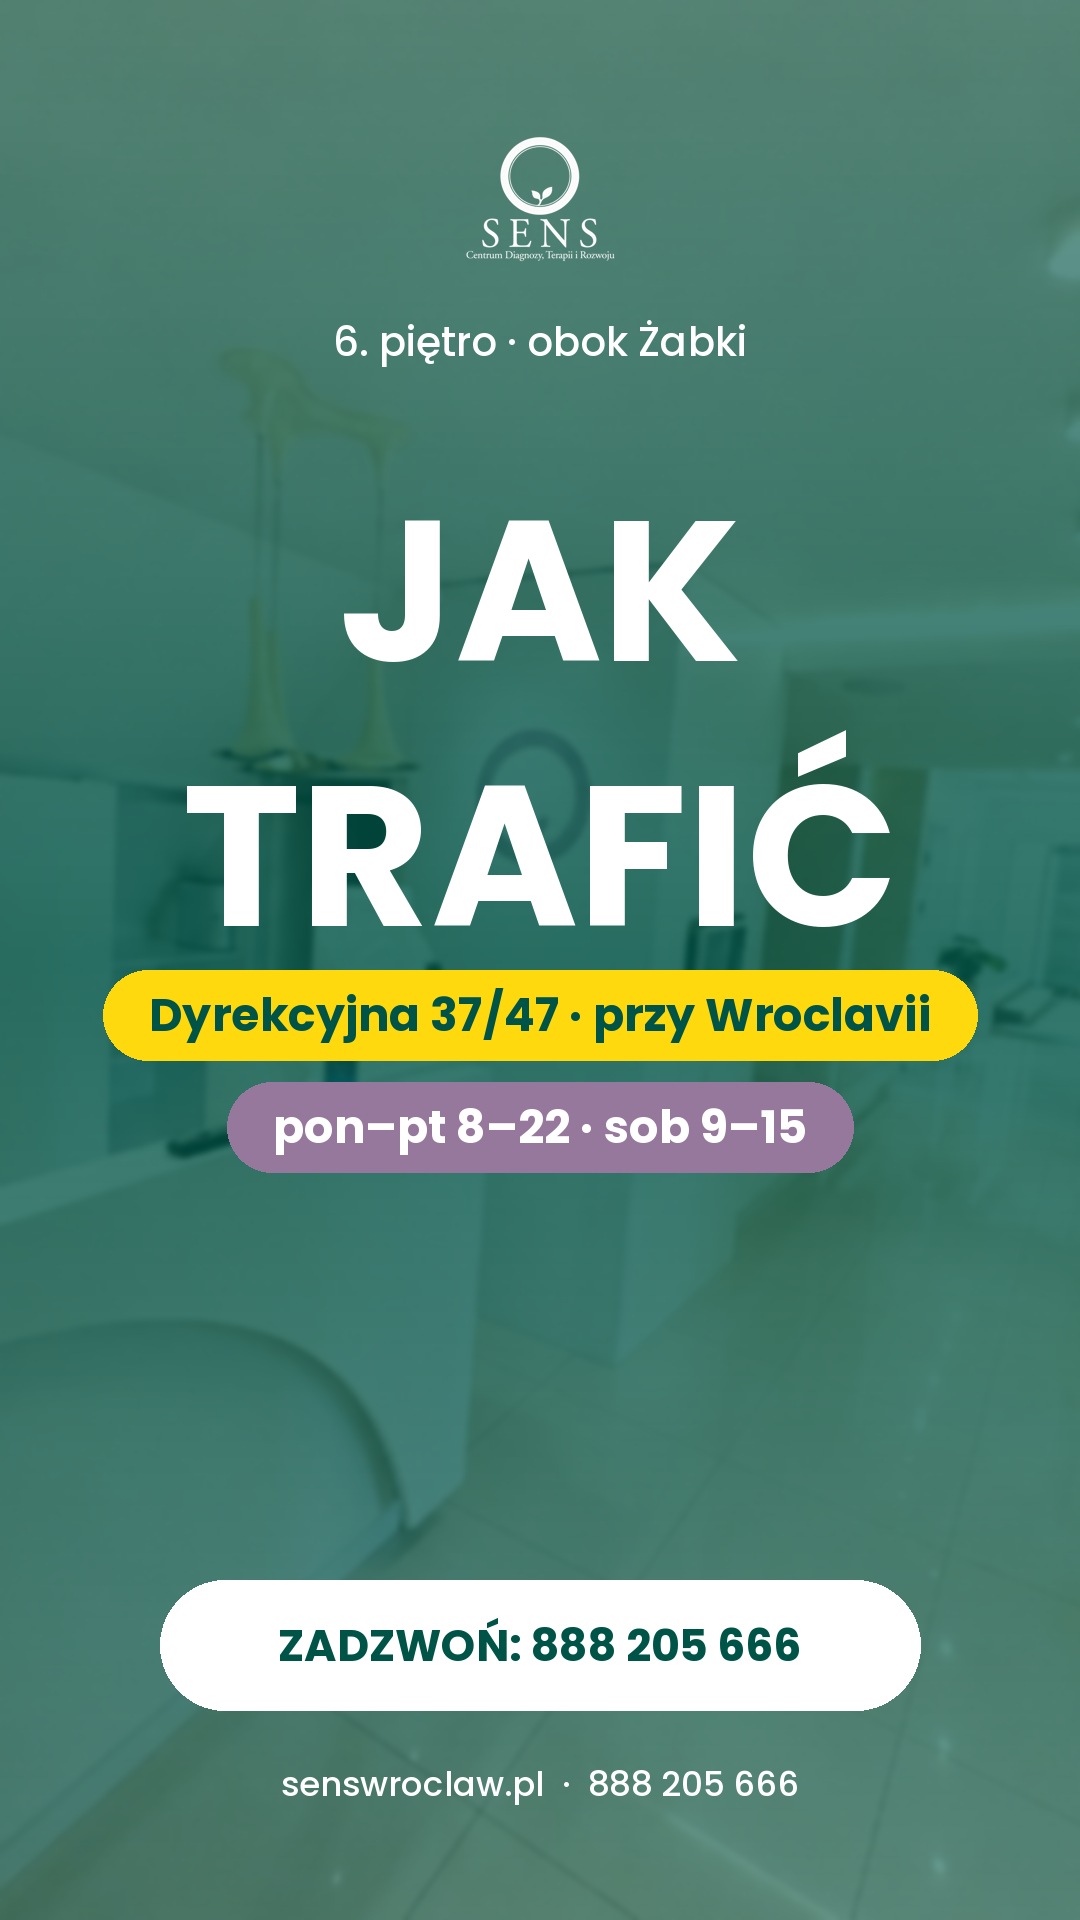 SENS
Centrum Diagnozy, Terapii i Rozwoju
6. piętro · obok Żabki
JAK
TRAFIĆ
Dyrekcyjna 37/47 · przy Wroclavii
pon–pt 8–22 · sob 9–15
ZADZWOŃ: 888 205 666
senswroclaw.pl · 888 205 666